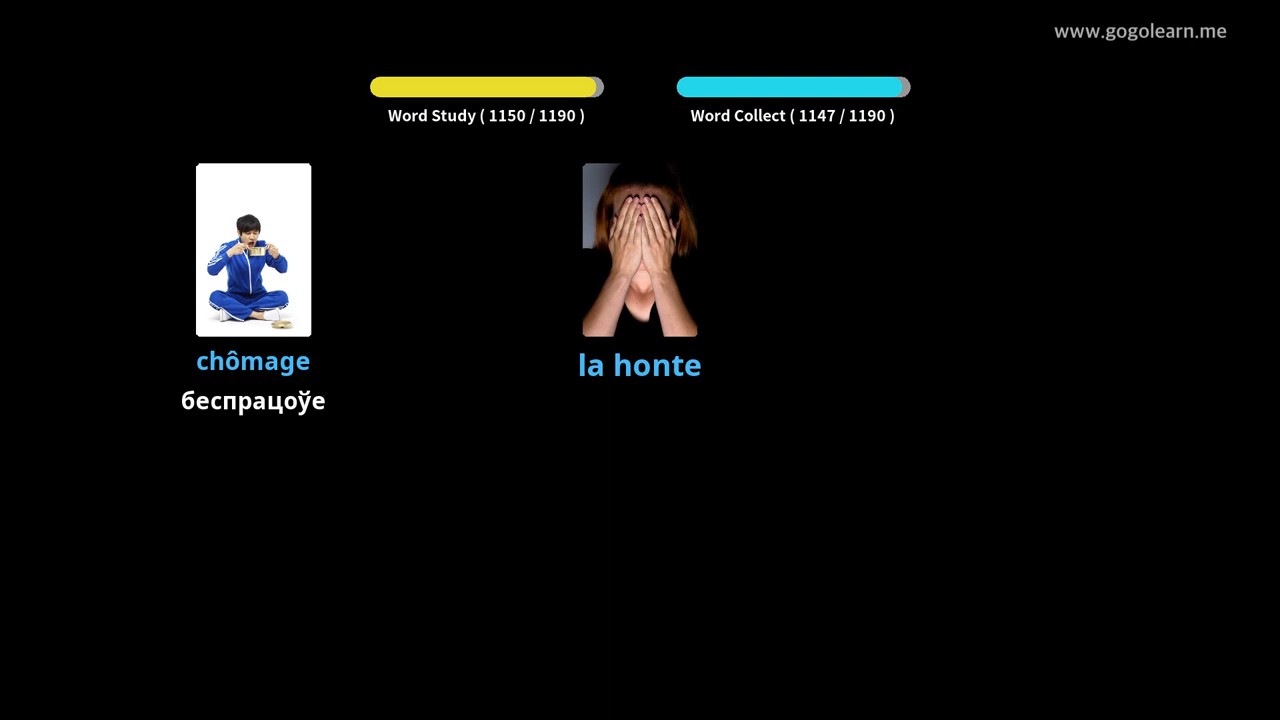 www.gogolearn.me
Word Study ( 1150 / 1190 )
Word Collect ( 1147 / 1190 )
chômage
беспрацоўе
la honte